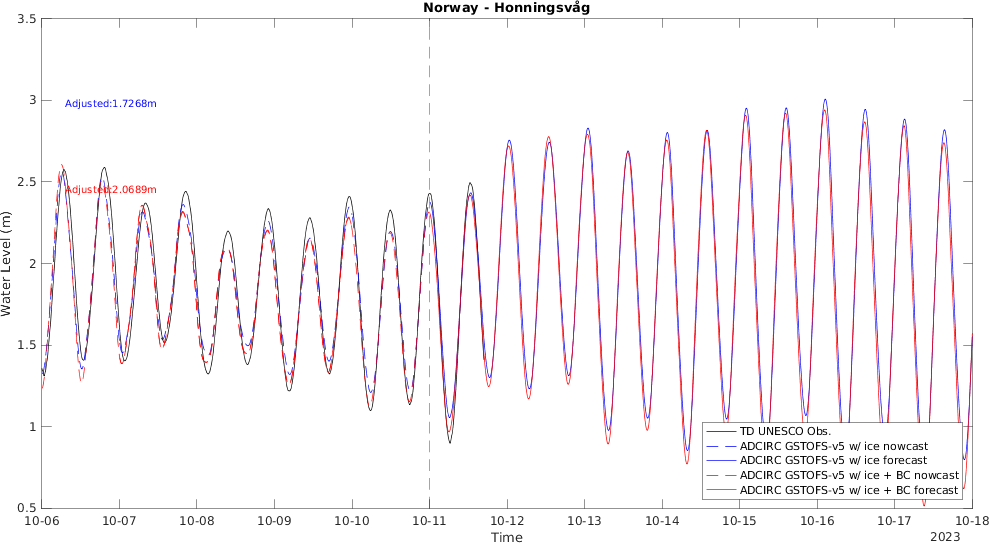 Norway - Honningsvåg
3.5
3
2.5
2
1.5
1
0.5
Water Level (m)
Adjusted:1.7268m
Adjusted:2.0689m
TD UNESCO Obs.
ADCIRC GSTOFS-v5 w/ ice nowcast
ADCIRC GSTOFS-v5 w/ ice forecast
ADCIRC GSTOFS-v5 w/ ice + BC nowcast
ADCIRC GSTOFS-v5 w/ ice + BC forecast
10-06 10-07 10-08 10-09 10-10 10-11 10-12 10-13 10-14 10-15 10-16 10-17 10-18
Time
2023